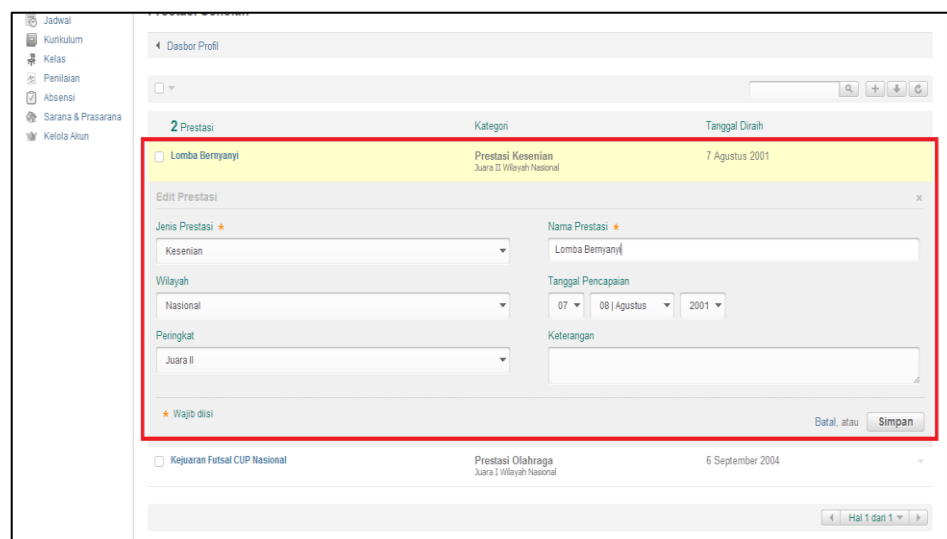 Jadwal
Kurikulum
Kelas
Penilaian
Absensi
Sarana & Prasarana
Kelola Akun
Dasbor Profil
2 Prestasi Kategori Tanggal Diraih
Lomba Bernyanyi Prestasi Kesenian 7 Agustus 2001
Juara II Wilayah Nasional
Edit Prestasi x
Jenis Prestasi * Nama Prestasi *
Kesenian Lomba Bernyanyi
Wilayah Tanggal Pencapaian
Nasional 07 08 | Agustus 2001
Peringkat Keterangan
Juara II
* Wajib diisi
Batal, atau Simpan
Kejuaran Futsal CUP Nasional Prestasi Olahraga 6 September 2004
Juara I Wilayah Nasional
Hal 1 dari 1